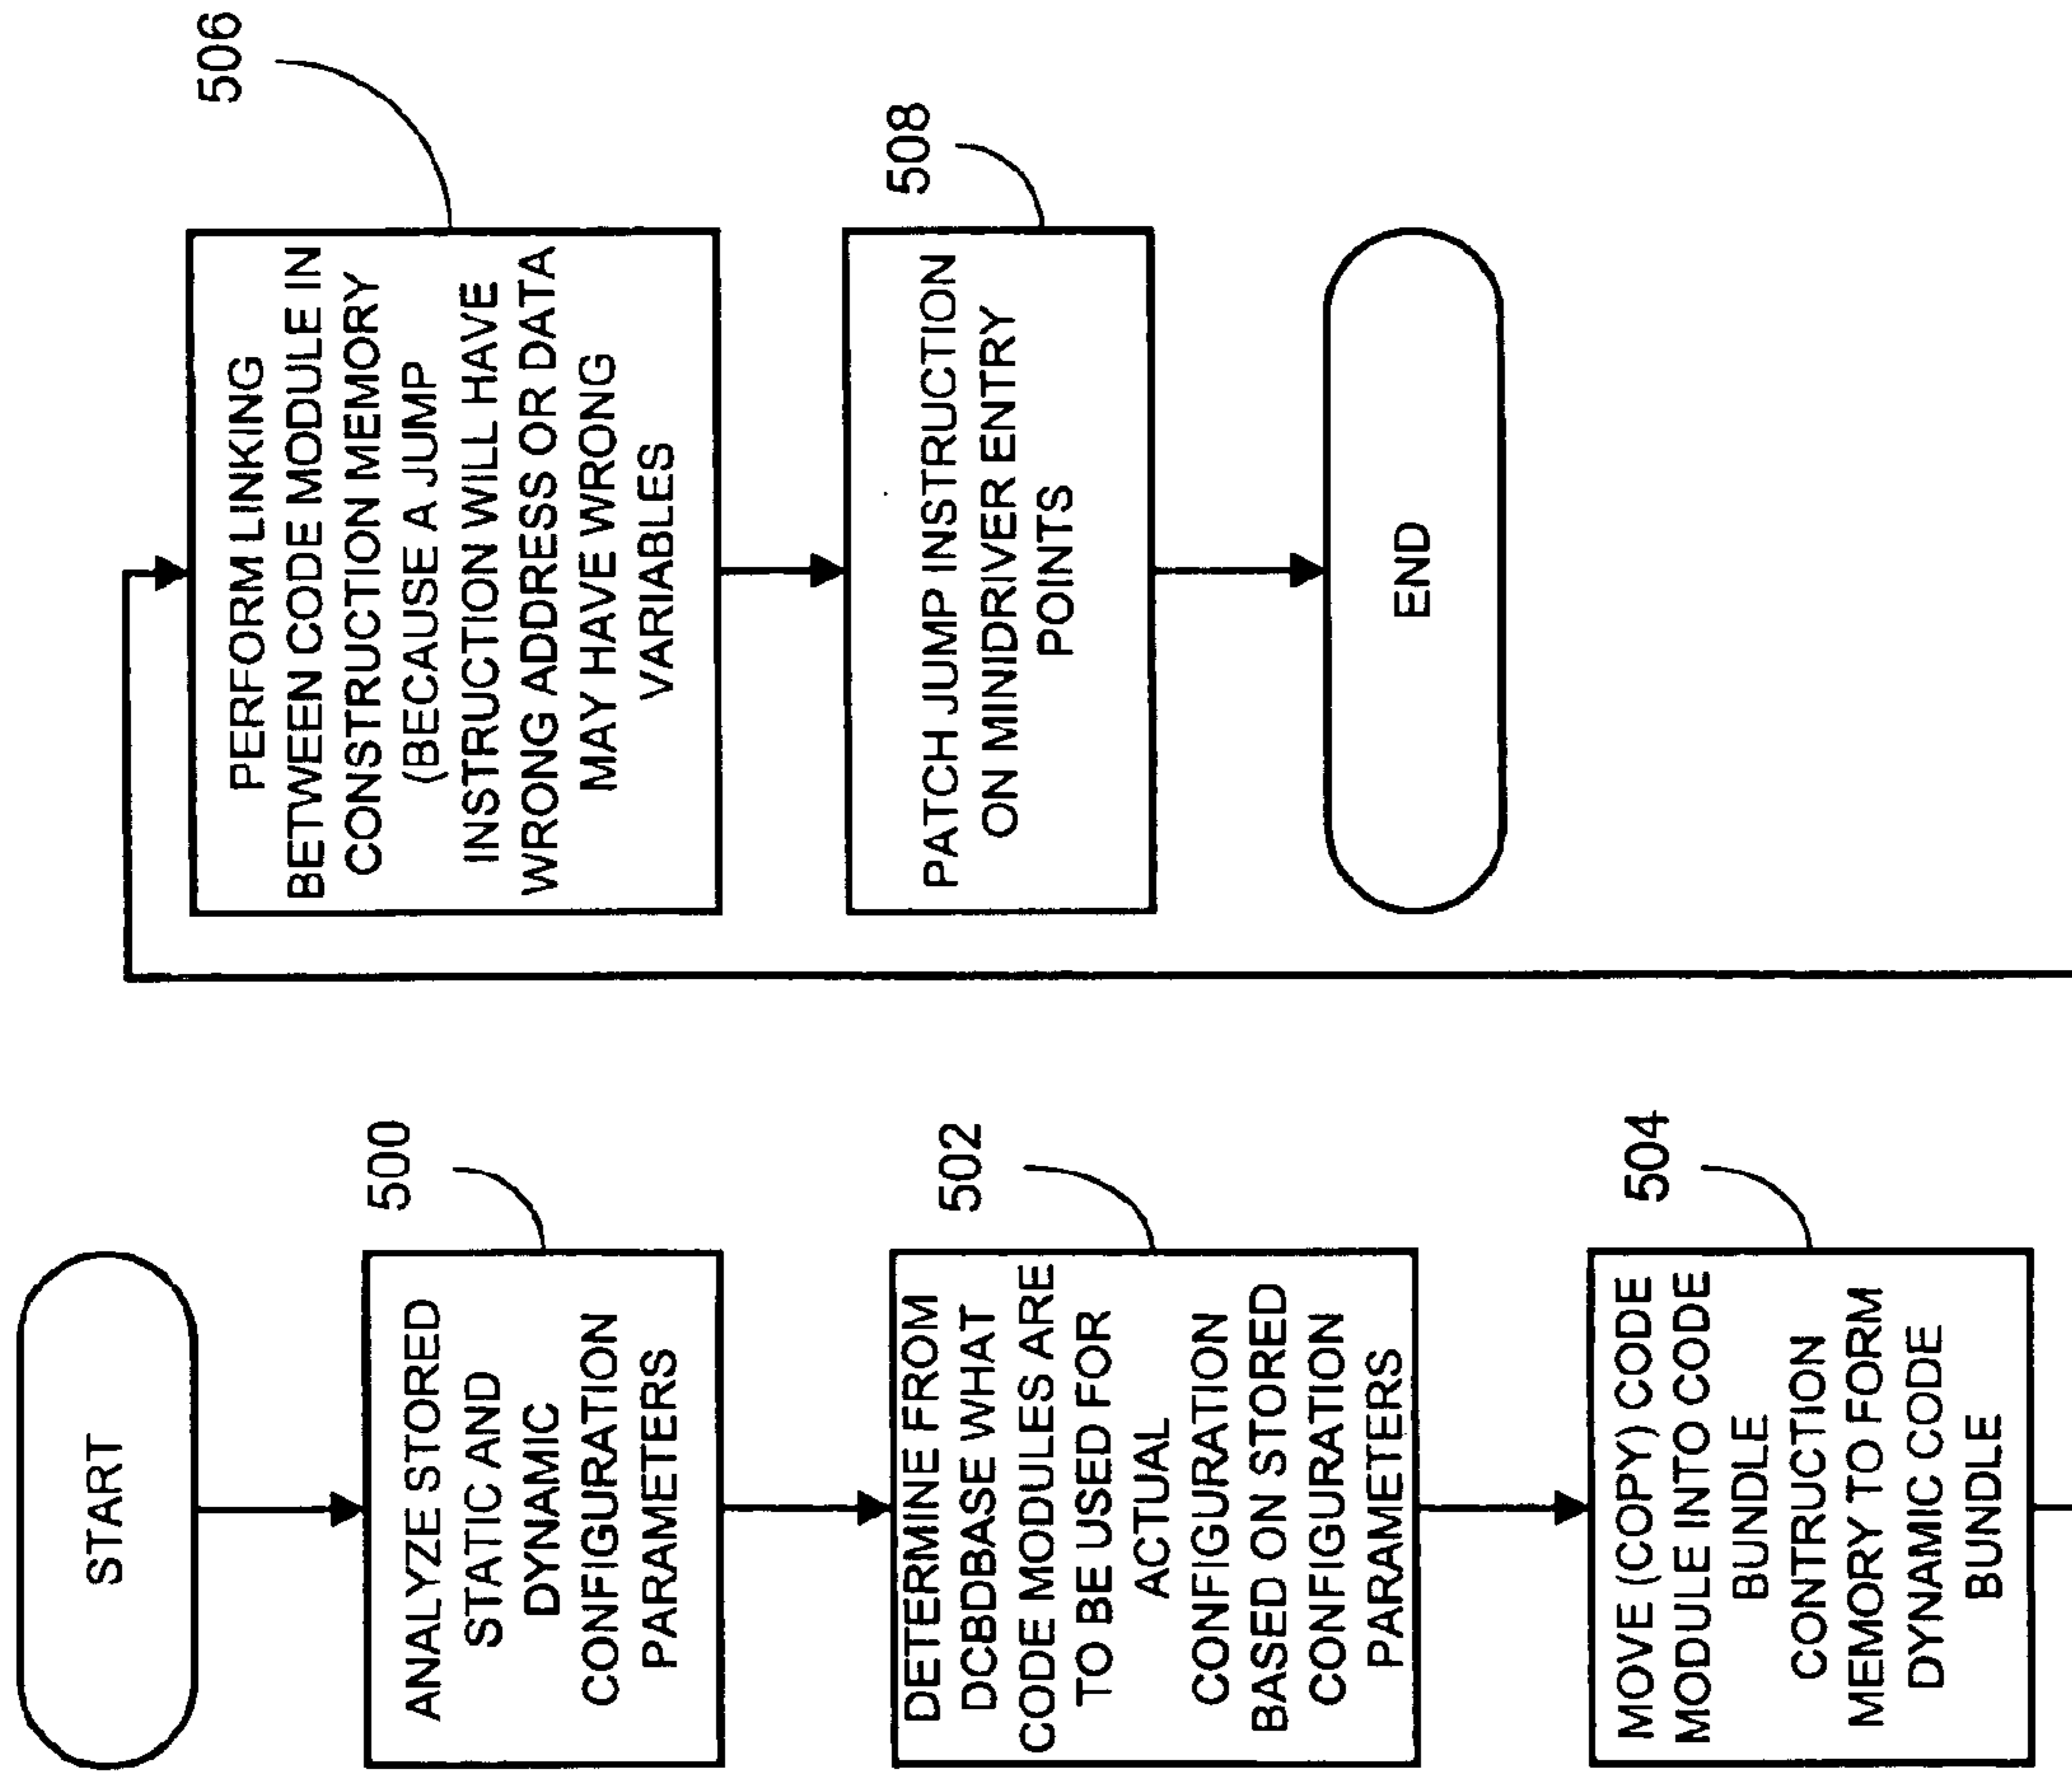 START
500
ANALYZE STORED
STATIC AND
DYNAMIC
CONFIGURATION
PARAMETERS
502
DETERMINE FROM
DCBDBASE WHAT
CODE MODULES ARE
TO BE USED FOR
ACTUAL
CONFIGURATION
BASED ON STORED
CONFIGURATION
PARAMETERS
504
MOVE (COPY) CODE
MODULE INTO CODE
BUNDLE
CONTRUCTION
MEMORY TO FORM
DYNAMIC CODE
BUNDLE
506
PERFORM LINKING
BETWEEN CODE MODULE IN
CONSTRUCTION MEMORY
(BECAUSE A JUMP
INSTRUCTION WILL HAVE
WRONG ADDRESS OR DATA
MAY HAVE WRONG
VARIABLES
508
PATCH JUMP INSTRUCTION
ON MINIDRIVER ENTRY
POINTS
END